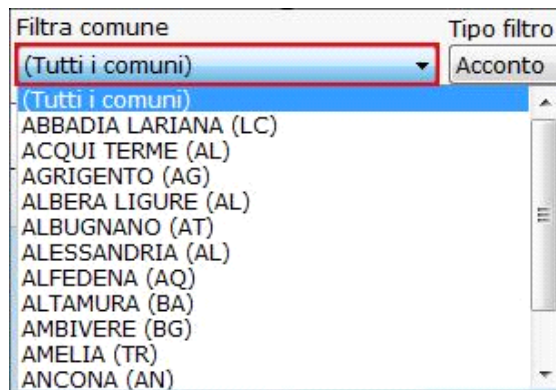 Filtra comune Tipo filtro
(Tutti i comuni) Acconto
(Tutti i comuni)
ABBADIA LARIANA (LC)
ACQUI TERME (AL)
AGRIGENTO (AG)
ALBERA LIGURE (AL)
ALBUGNANO (AT)
ALESSANDRIA (AL)
ALFEDENA (AQ)
ALTAMURA (BA)
AMBIVERE (BG)
AMELIA (TR)
ANCONA (AN)